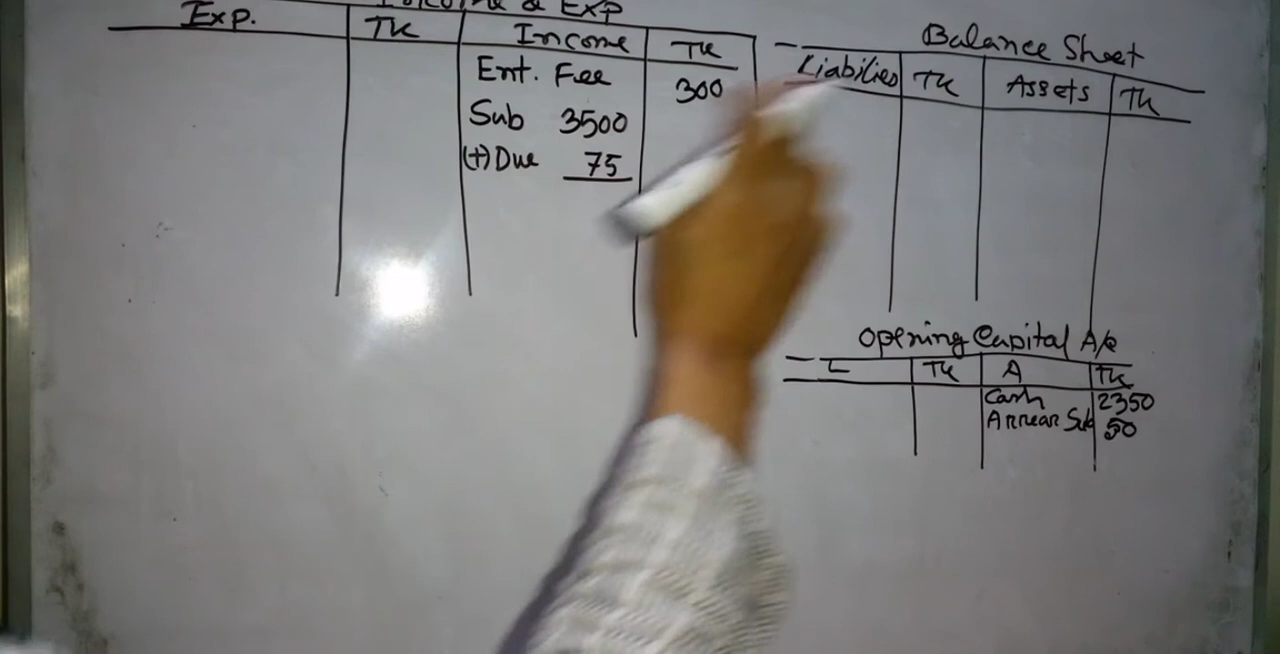 & Exp
Exp. TK Income TK
Ent. Fee 300
Sub 3500
(+) Due 75
Balance Sheet
Liabilies TK Assets TK
Opening Capital A/c
L TK A TK
Cash 2350
Arrear Sub 50